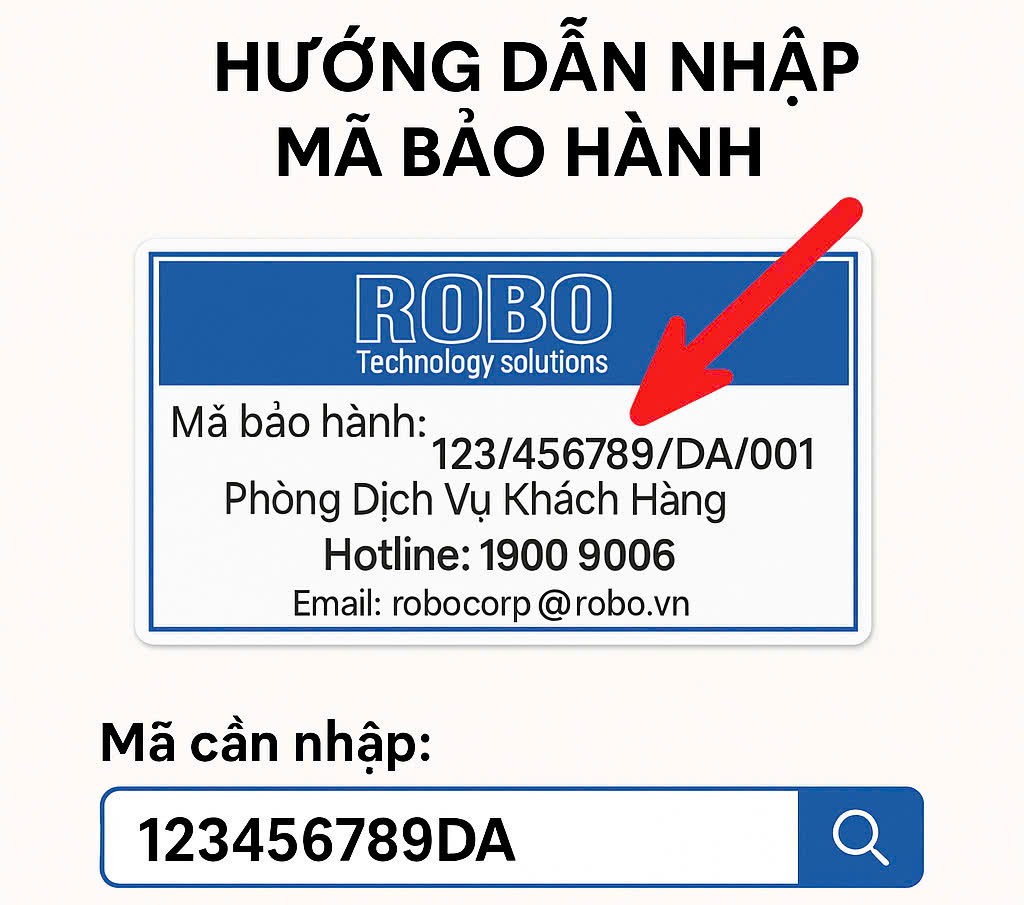 HƯỚNG DẪN NHẬP
MÃ BẢO HÀNH
ROBO
Technology solutions
Mã bảo hành:
123/456789/DA/001
Phòng Dịch Vụ Khách Hàng
Hotline: 1900 9006
Email: robocorp@robo.vn
Mã cần nhập:
123456789DA